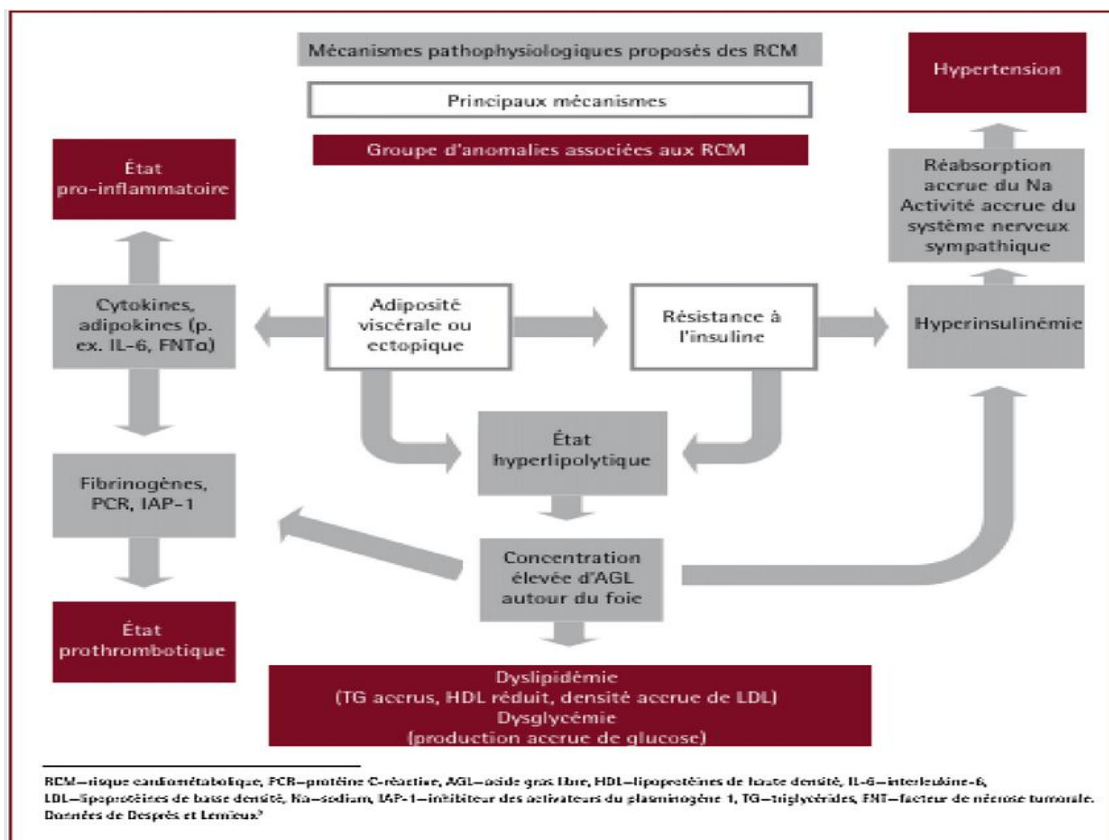 Mécanismes pathophysiologiques proposés des RCM
Principaux mécanismes
Groupe d'anomalies associées aux RCM
Hypertension
État
pro-inflammatoire
Réabsorption
accrue du Na
Activité accrue du
système nerveux
sympathique
Cytokines,
adipokines (p.
ex. IL-6, FNTα)
Adiposité
viscérale ou
ectopique
Résistance à
l'insuline
Hyperinsulinémie
État
hyperlipolytique
Fibrinogènes,
PCR, IAP-1
Concentration
élevée d'AGL
autour du foie
État
prothrombotique
Dyslipidémie
(TG accrus, HDL réduit, densité accrue de LDL)
Dysglycémie
(production accrue de glucose)
RCM—risque cardiométabolique, PCR—protéine C-réactive, AGL—acide gras libre, HDL—lipoprotéines de haute densité, IL-6—interleukine-6,
LDL—lipoprotéines de basse densité, Na—sodium, IAP-1—inhibiteur des activateurs du plasminogène 1, TG—triglycérides, FNT—facteur de nécrose tumorale.
Données de Després et Lemieux⁹